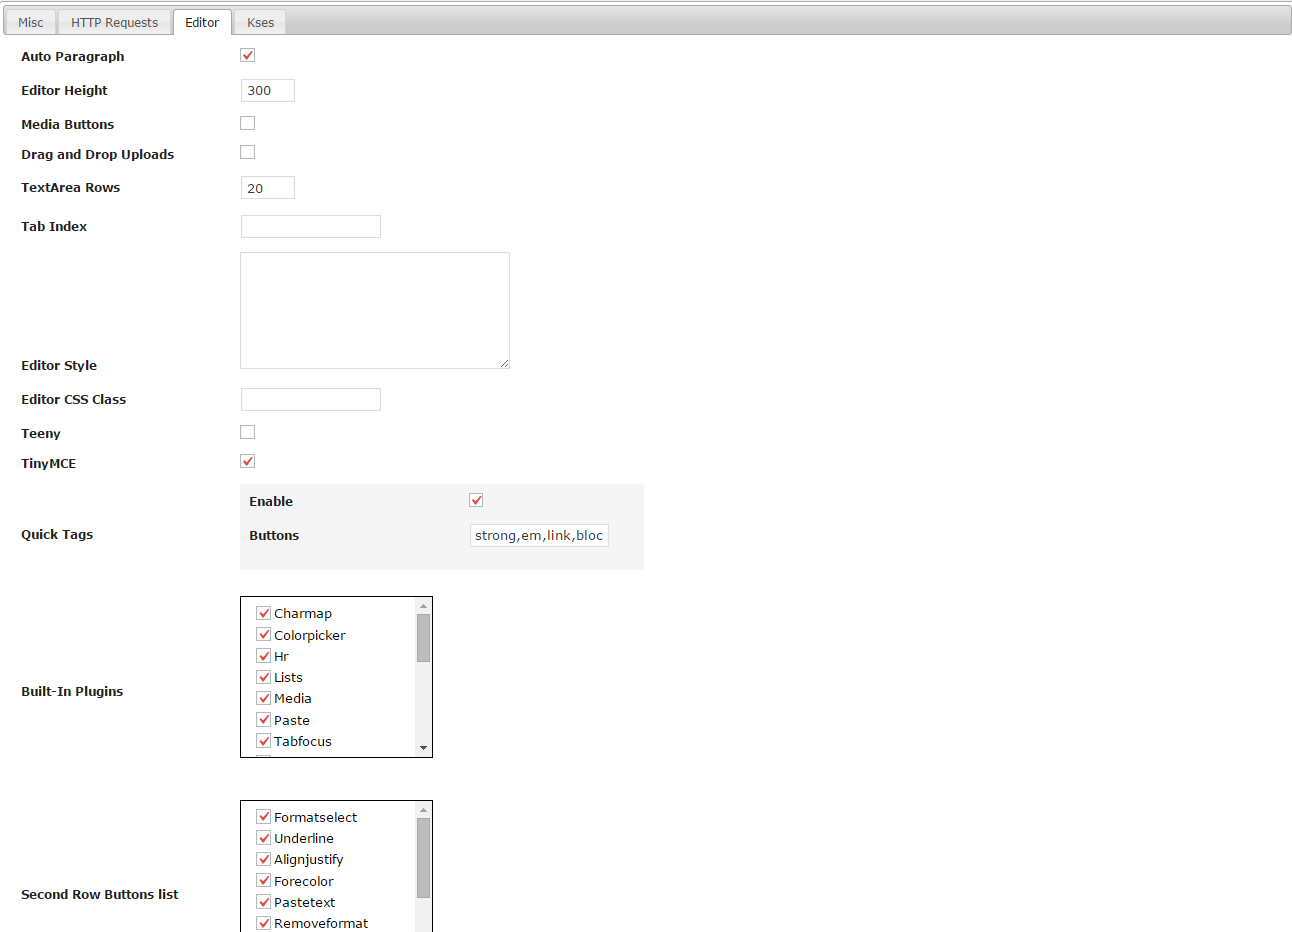 Misc HTTP Requests Editor Kses
Auto Paragraph
Editor Height 300
Media Buttons
Drag and Drop Uploads
TextArea Rows 20
Tab Index
Editor Style
Editor CSS Class
Teeny
TinyMCE
Enable
Quick Tags
Buttons strong,em,link,bloc
Charmap
Colorpicker
Hr
Lists
Built-In Plugins
Media
Paste
Tabfocus
Formatselect
Underline
Alignjustify
Forecolor
Second Row Buttons list
Pastetext
Removeformat